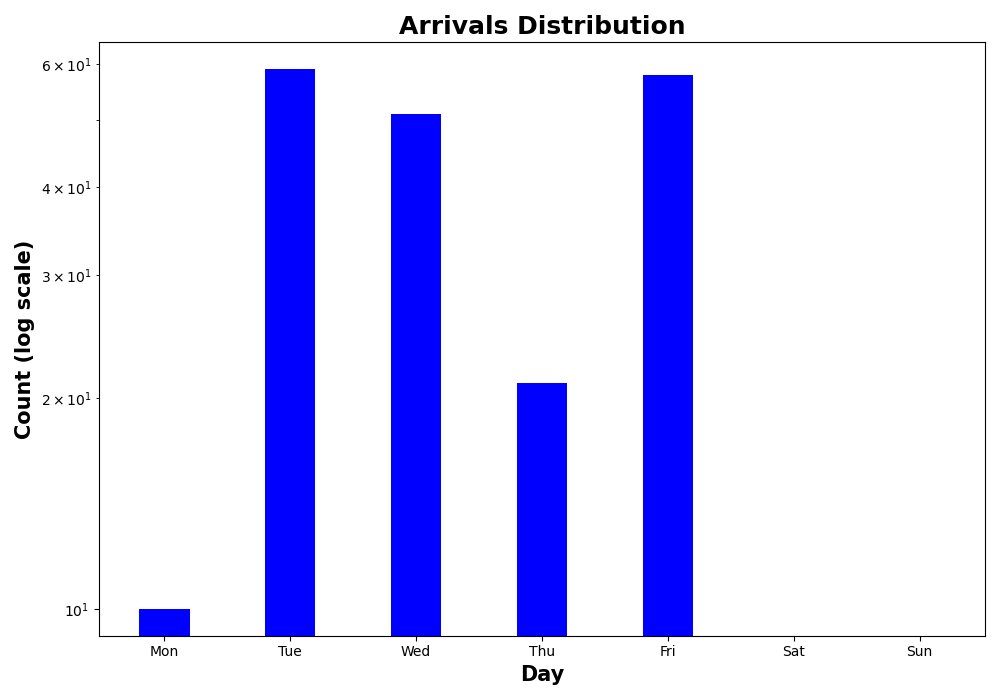 Arrivals Distribution
Count (log scale)
6 × 10¹
4 × 10¹
3 × 10¹
2 × 10¹
10¹
Mon Tue Wed Thu Fri Sat Sun
Day